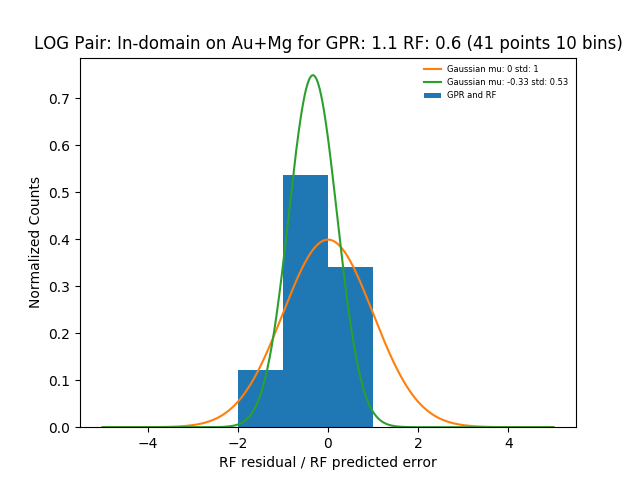 LOG Pair: In-domain on Au+Mg for GPR: 1.1 RF: 0.6 (41 points 10 bins)
Gaussian mu: 0 std: 1
Gaussian mu: -0.33 std: 0.53
GPR and RF
Normalized Counts
0.7
0.6
0.5
0.4
0.3
0.2
0.1
0.0
−4 −2 0 2 4
RF residual / RF predicted error